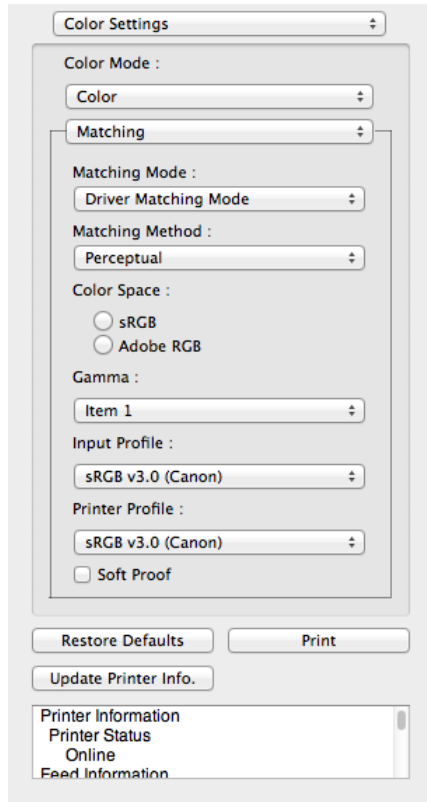 Color Settings
Color Mode :
Color
Matching
Matching Mode :
Driver Matching Mode
Matching Method :
Perceptual
Color Space :
sRGB
Adobe RGB
Gamma :
Item 1
Input Profile :
sRGB v3.0 (Canon)
Printer Profile :
sRGB v3.0 (Canon)
Soft Proof
Restore Defaults Print
Update Printer Info.
Printer Information
Printer Status
Online
Feed Information